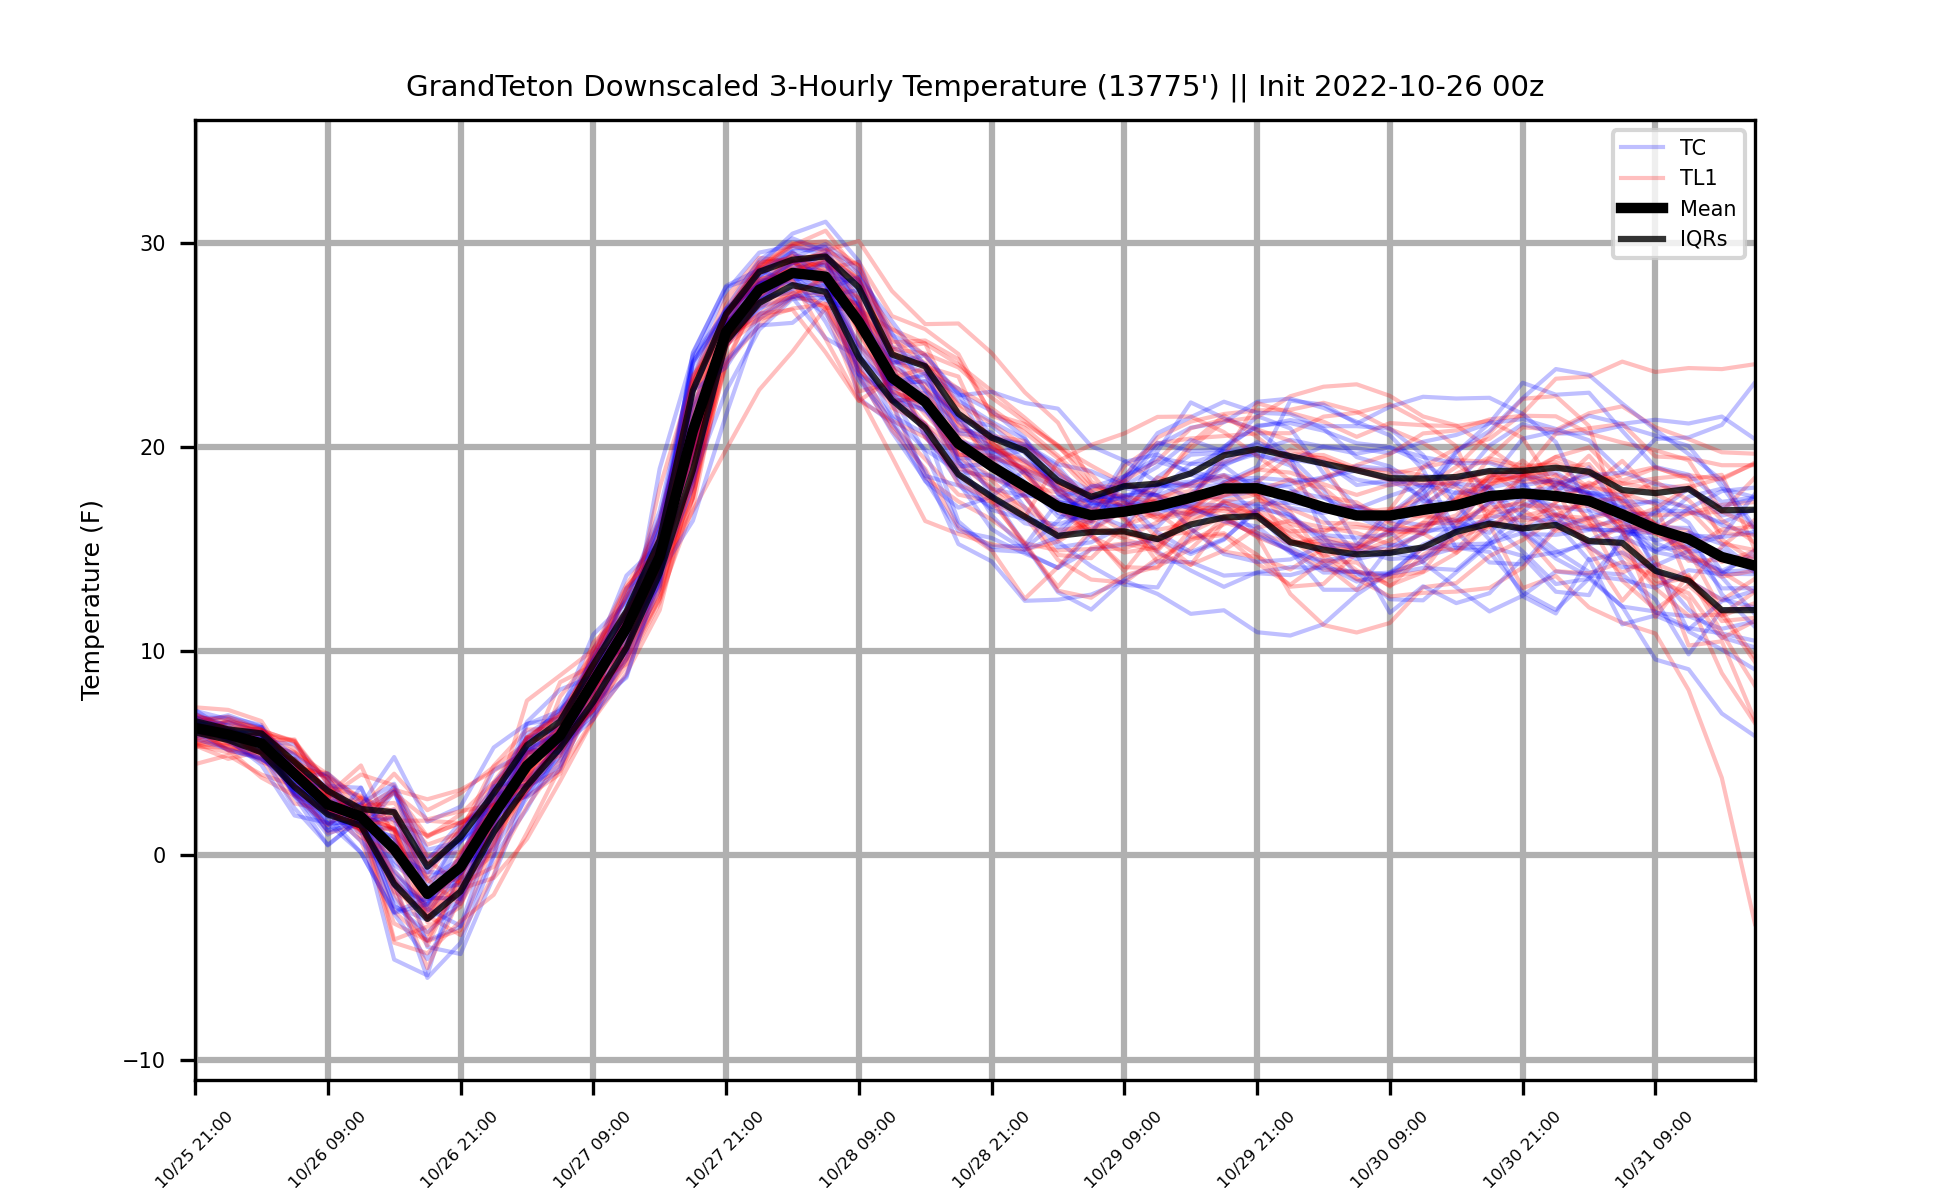 GrandTeton Downscaled 3-Hourly Temperature (13775') || Init 2022-10-26 00z
TC
TL1
Mean
IQRs
Temperature (F)
30
20
10
0
−10
10/25 21:00
10/26 09:00
10/26 21:00
10/27 09:00
10/27 21:00
10/28 09:00
10/28 21:00
10/29 09:00
10/29 21:00
10/30 09:00
10/30 21:00
10/31 09:00